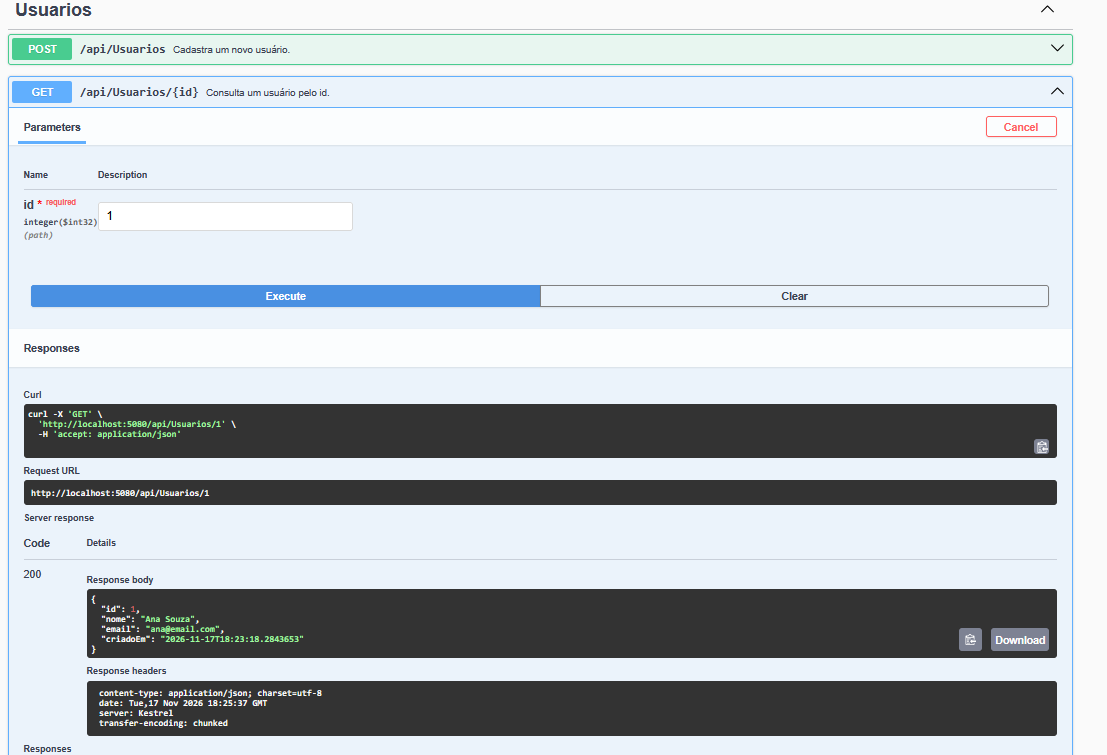 Usuarios
POST /api/Usuarios Cadastra um novo usuário.
GET /api/Usuarios/{id} Consulta um usuário pelo id.
Parameters
Cancel
Name Description
id * required
integer($int32)
(path)
1
Execute Clear
Responses
Curl
curl -X 'GET' \
'http://localhost:5080/api/Usuarios/1' \
-H 'accept: application/json'
Request URL
http://localhost:5080/api/Usuarios/1
Server response
Code Details
200
Response body
{
"id": 1,
"nome": "Ana Souza",
"email": "ana@email.com",
"criadoEm": "2026-11-17T18:23:18.2843653"
}
Download
Response headers
content-type: application/json; charset=utf-8
date: Tue,17 Nov 2026 18:25:37 GMT
server: Kestrel
transfer-encoding: chunked
Responses